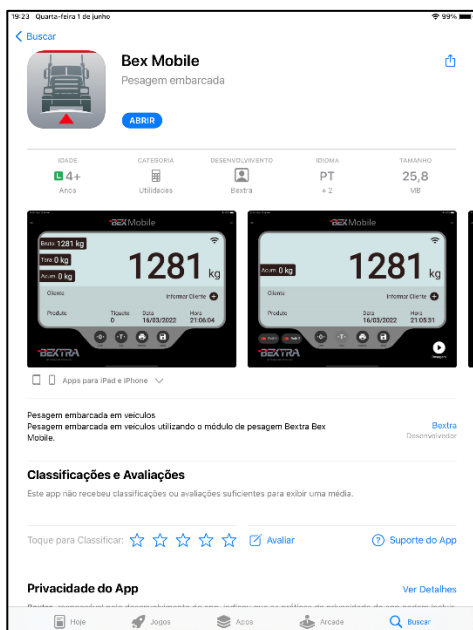 19:23 Quarta-feira 1 de junho 99%
Buscar
Bex Mobile
Pesagem embarcada
ABRIR
IDADE CATEGORIA DESENVOLVIMENTO IDIOMA TAMANHO
L 4+ PT 25,8
Anos Utilidades Bextra + 2 MB
BEX Mobile
Bruto: 1281 kg
Tara: 0 kg
Acum: 0 kg
1281 kg
Cliente Informar Cliente
Produto Tíquete Data Hora
0 16/03/2022 21:06:04
BEXTRA
BEX Mobile
Acum: 0 kg
1281 kg
Cliente Informar Cliente
Produto Data Hora
16/03/2022 21:05:31
BEXTRA
Apps para iPad e iPhone
Pesagem embarcada em veículos
Pesagem embarcada em veículos utilizando o módulo de pesagem Bextra Bex
Mobile.
Bextra
Desenvolvedor
Classificações e Avaliações
Este app não recebeu classificações ou avaliações suficientes para exibir uma média.
Toque para Classificar: Avaliar Suporte do App
Privacidade do App Ver Detalhes
Hoje Jogos Apps Arcade Buscar